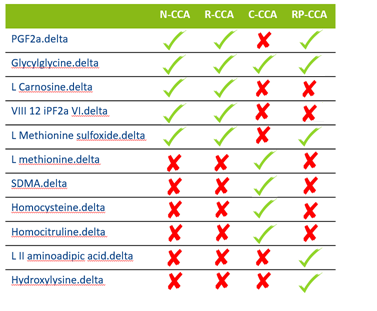 N-CCA R-CCA C-CCA RP-CCA
PGF2a.delta
Glycylglycine.delta
L Carnosine.delta
VIII 12 iPF2a VI.delta
L Methionine sulfoxide.delta
L methionine.delta
SDMA.delta
Homocysteine.delta
Homocitruline.delta
L II aminoadipic acid.delta
Hydroxylysine.delta